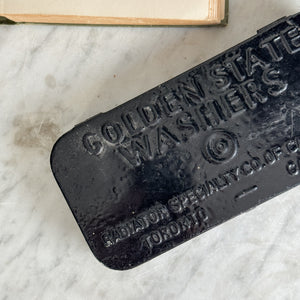 GOLDEN STATE
WASHERS
RADIATOR SPECIALTY CO. OF C
TORONTO